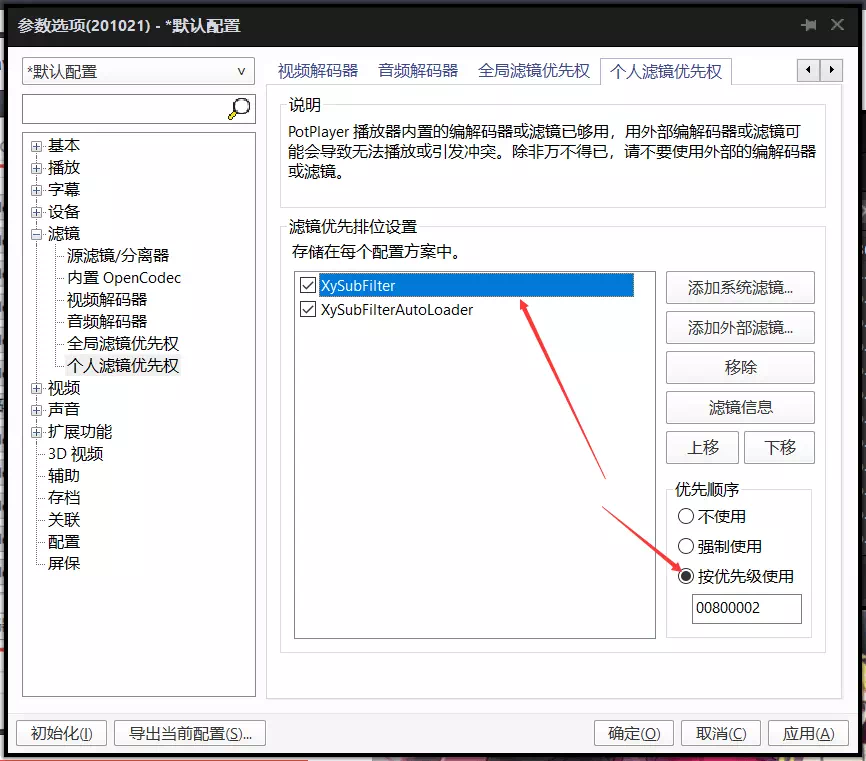 参数选项(201021) - *默认配置
*默认配置
视频解码器
音频解码器
全局滤镜优先权
个人滤镜优先权
基本
播放
字幕
设备
滤镜
源滤镜/分离器
内置 OpenCodec
视频解码器
音频解码器
全局滤镜优先权
个人滤镜优先权
视频
声音
扩展功能
3D 视频
辅助
存档
关联
配置
屏保
说明
PotPlayer 播放器内置的编解码器或滤镜已够用，用外部编解码器或滤镜可
能会导致无法播放或引发冲突。除非万不得已，请不要使用外部的编解码器
或滤镜。
滤镜优先排位设置
存储在每个配置方案中。
XySubFilter
XySubFilterAutoLoader
添加系统滤镜...
添加外部滤镜...
移除
滤镜信息
上移
下移
优先顺序
不使用
强制使用
按优先级使用
00800002
初始化(I)
导出当前配置(S)...
确定(O)
取消(C)
应用(A)